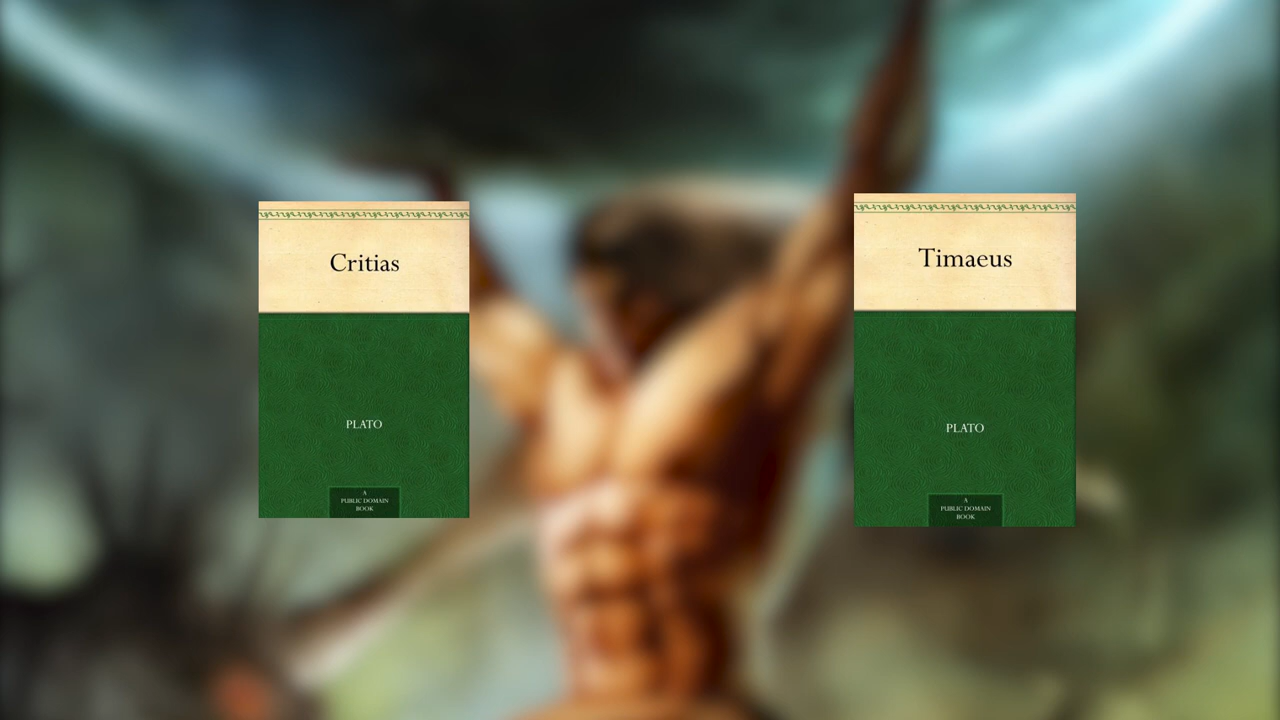 Critias
PLATO
A
PUBLIC DOMAIN
BOOK
Timaeus
PLATO
A
PUBLIC DOMAIN
BOOK